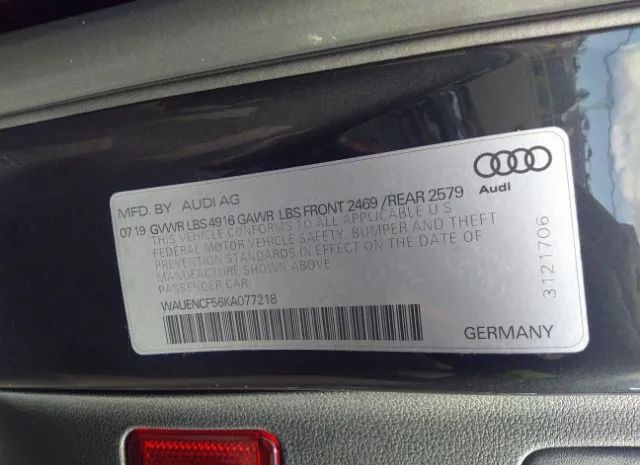 MFD. BY AUDI AG
Audi
07 19 GVWR LBS 4916 GAWR LBS FRONT 2469 / REAR 2579
THIS VEHICLE CONFORMS TO ALL APPLICABLE U S
FEDERAL MOTOR VEHICLE SAFETY, BUMPER AND THEFT
PREVENTION STANDARDS IN EFFECT ON THE DATE OF
MANUFACTURE SHOWN ABOVE
PASSENGER CAR
WAUENCF56KA077218
3121706
GERMANY